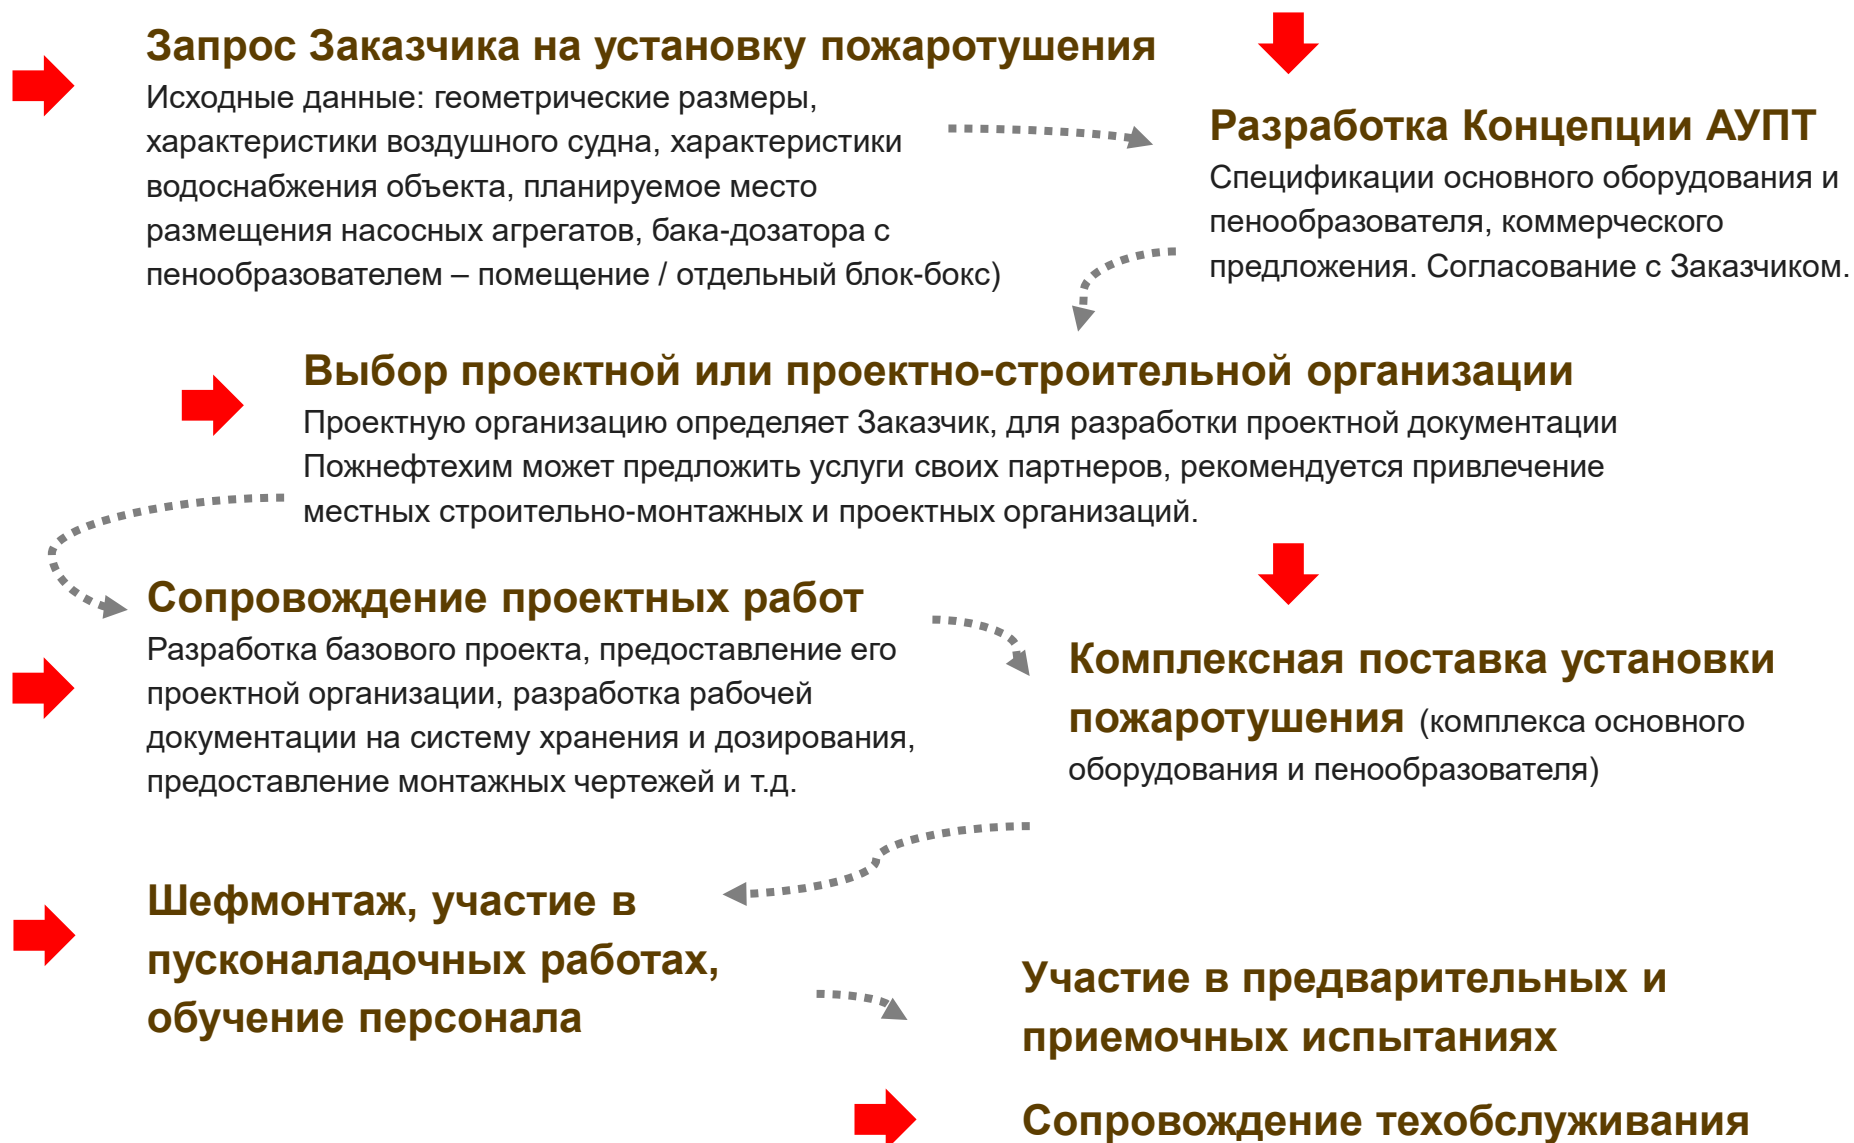 Запрос Заказчика на установку пожаротушения
Исходные данные: геометрические размеры,
характеристики воздушного судна, характеристики
водоснабжения объекта, планируемое место
размещения насосных агрегатов, бака-дозатора с
пенообразователем – помещение / отдельный блок-бокс)
Разработка Концепции АУПТ
Спецификации основного оборудования и
пенообразователя, коммерческого
предложения. Согласование с Заказчиком.
Выбор проектной или проектно-строительной организации
Проектную организацию определяет Заказчик, для разработки проектной документации
Пожнефтехим может предложить услуги своих партнеров, рекомендуется привлечение
местных строительно-монтажных и проектных организаций.
Сопровождение проектных работ
Разработка базового проекта, предоставление его
проектной организации, разработка рабочей
документации на систему хранения и дозирования,
предоставление монтажных чертежей и т.д.
Комплексная поставка установки
пожаротушения (комплекса основного
оборудования и пенообразователя)
Шефмонтаж, участие в
пусконаладочных работах,
обучение персонала
Участие в предварительных и
приемочных испытаниях
Сопровождение техобслуживания